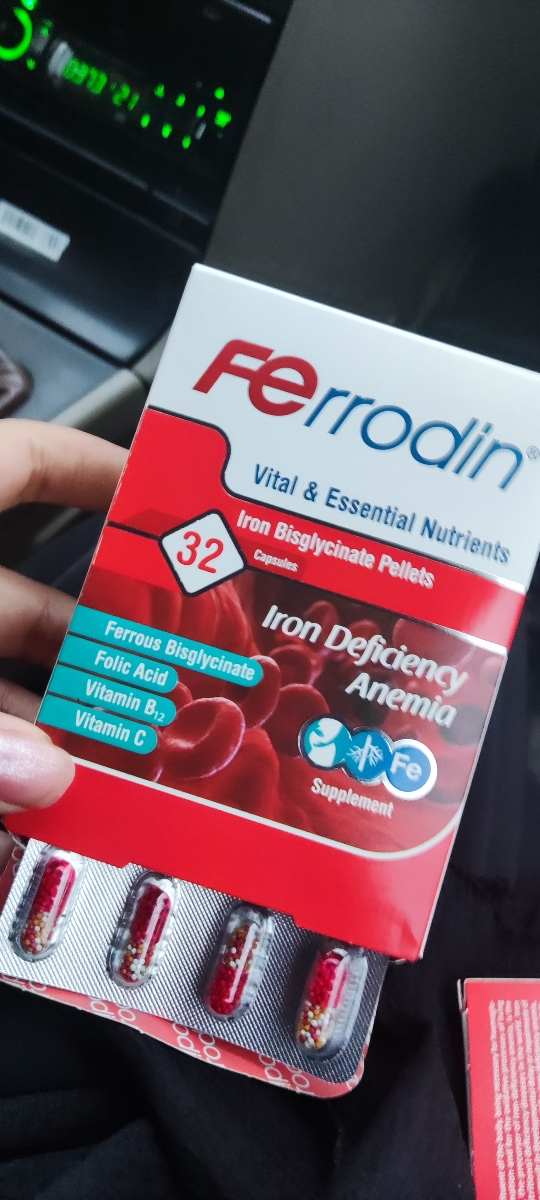 Ferrodin®
Vital & Essential Nutrients
Iron Bisglycinate Pellets
32
Capsules
Iron Deficiency
Anemia
Ferrous Bisglycinate
Folic Acid
Vitamin B12
Vitamin C
Fe
Supplement